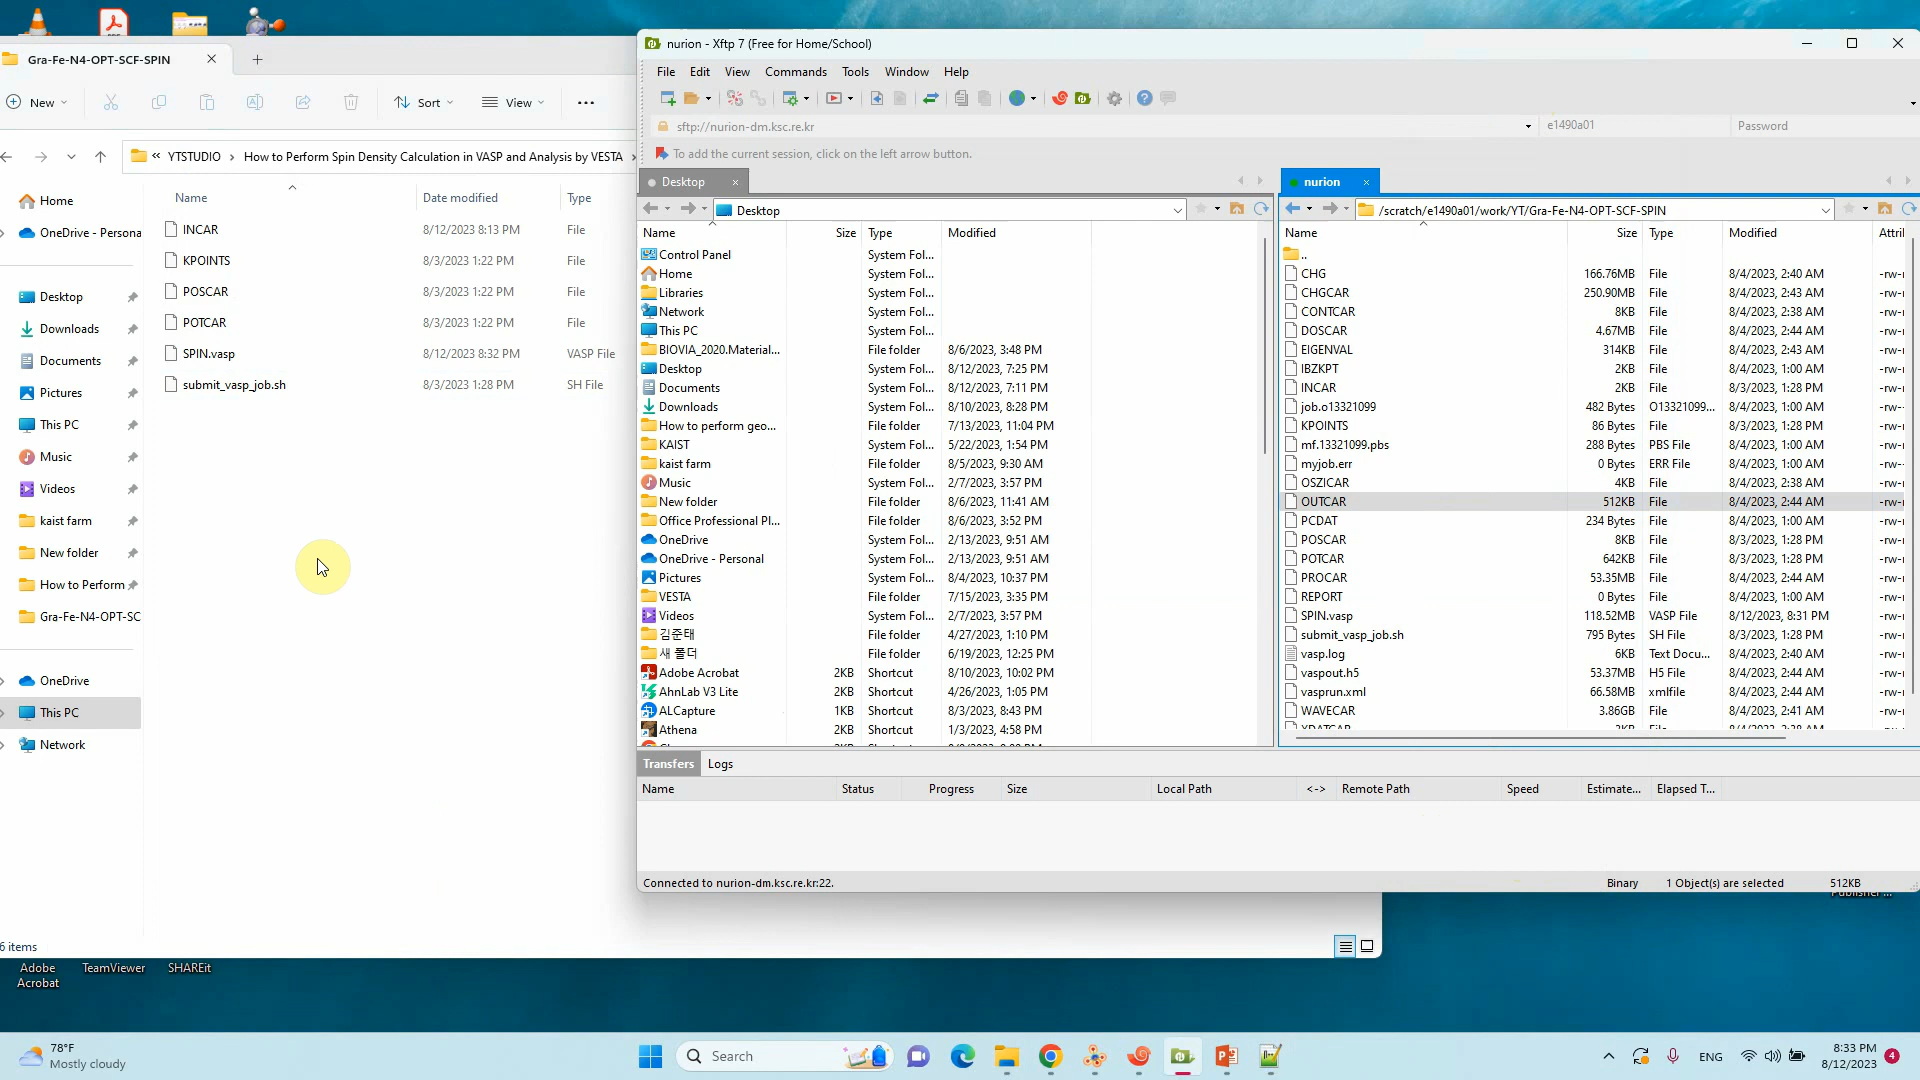 Gra-Fe-N4-OPT-SCF-SPIN
New
Sort
View
YTSTUDIO
How to Perform Spin Density Calculation in VASP and Analysis by VESTA
Name Date modified Type
INCAR 8/12/2023 8:13 PM File
KPOINTS 8/3/2023 1:22 PM File
POSCAR 8/3/2023 1:22 PM File
POTCAR 8/3/2023 1:22 PM File
SPIN.vasp 8/12/2023 8:32 PM VASP File
submit_vasp_job.sh 8/3/2023 1:28 PM SH File
Home
OneDrive - Persona
Desktop
Downloads
Documents
Pictures
This PC
Music
Videos
kaist farm
New folder
How to Perform
Gra-Fe-N4-OPT-SC
OneDrive
This PC
Network
6 items
nurion - Xftp 7 (Free for Home/School)
File Edit View Commands Tools Window Help
sftp://nurion-dm.ksc.re.kr e1490a01 Password
To add the current session, click on the left arrow button.
Desktop
Desktop
Name Size Type Modified
Control Panel System Fol...
Home System Fol...
Libraries System Fol...
Network System Fol...
This PC System Fol...
BIOVIA_2020.Material... File folder 8/6/2023, 3:48 PM
Desktop System Fol... 8/12/2023, 7:25 PM
Documents System Fol... 8/12/2023, 7:11 PM
Downloads System Fol... 8/10/2023, 8:28 PM
How to perform geo... File folder 7/13/2023, 11:04 PM
KAIST System Fol... 5/22/2023, 1:54 PM
kaist farm File folder 8/5/2023, 9:30 AM
Music System Fol... 2/7/2023, 3:57 PM
New folder File folder 8/6/2023, 11:41 AM
Office Professional Pl... File folder 8/6/2023, 3:52 PM
OneDrive System Fol... 2/13/2023, 9:51 AM
OneDrive - Personal System Fol... 2/13/2023, 9:51 AM
Pictures System Fol... 8/4/2023, 10:37 PM
VESTA File folder 7/15/2023, 3:35 PM
Videos System Fol... 2/7/2023, 3:57 PM
김준태 File folder 4/27/2023, 1:10 PM
새 폴더 File folder 6/19/2023, 12:25 PM
Adobe Acrobat 2KB Shortcut 8/10/2023, 10:02 PM
AhnLab V3 Lite 2KB Shortcut 4/26/2023, 1:05 PM
ALCapture 1KB Shortcut 8/3/2023, 8:43 PM
Athena 2KB Shortcut 1/3/2023, 4:58 PM
nurion
/scratch/e1490a01/work/YT/Gra-Fe-N4-OPT-SCF-SPIN
Name Size Type Modified Attri
..
CHG 166.76MB File 8/4/2023, 2:40 AM -rw-r
CHGCAR 250.90MB File 8/4/2023, 2:43 AM -rw-r
CONTCAR 8KB File 8/4/2023, 2:38 AM -rw-r
DOSCAR 4.67MB File 8/4/2023, 2:44 AM -rw-r
EIGENVAL 314KB File 8/4/2023, 2:43 AM -rw-r
IBZKPT 2KB File 8/4/2023, 1:00 AM -rw-r
INCAR 2KB File 8/3/2023, 1:28 PM -rw-r
job.o13321099 482 Bytes O13321099... 8/4/2023, 1:00 AM -rw-
KPOINTS 86 Bytes File 8/3/2023, 1:28 PM -rw-r
mf.13321099.pbs 288 Bytes PBS File 8/4/2023, 1:00 AM -rw-r
myjob.err 0 Bytes ERR File 8/4/2023, 1:00 AM -rw-
OSZICAR 4KB File 8/4/2023, 2:38 AM -rw-r
OUTCAR 512KB File 8/4/2023, 2:44 AM -rw-r
PCDAT 234 Bytes File 8/4/2023, 1:00 AM -rw-r
POSCAR 8KB File 8/3/2023, 1:28 PM -rw-r
POTCAR 642KB File 8/3/2023, 1:28 PM -rw-r
PROCAR 53.35MB File 8/4/2023, 2:44 AM -rw-r
REPORT 0 Bytes File 8/4/2023, 1:00 AM -rw-r
SPIN.vasp 118.52MB VASP File 8/12/2023, 8:31 PM -rw-r
submit_vasp_job.sh 795 Bytes SH File 8/3/2023, 1:28 PM -rw-r
vasp.log 6KB Text Docu... 8/4/2023, 2:40 AM -rw-r
vaspout.h5 53.37MB H5 File 8/4/2023, 2:44 AM -rw-r
vasprun.xml 66.58MB xmlfile 8/4/2023, 2:44 AM -rw-r
WAVECAR 3.86GB File 8/4/2023, 2:41 AM -rw-r
Transfers Logs
Name Status Progress Size Local Path <-> Remote Path Speed Estimate... Elapsed T...
Connected to nurion-dm.ksc.re.kr:22. Binary 1 Object(s) are selected 512KB
Adobe Acrobat
TeamViewer
SHAREit
78°F
Mostly cloudy
Search
ENG
8:33 PM
8/12/2023
4